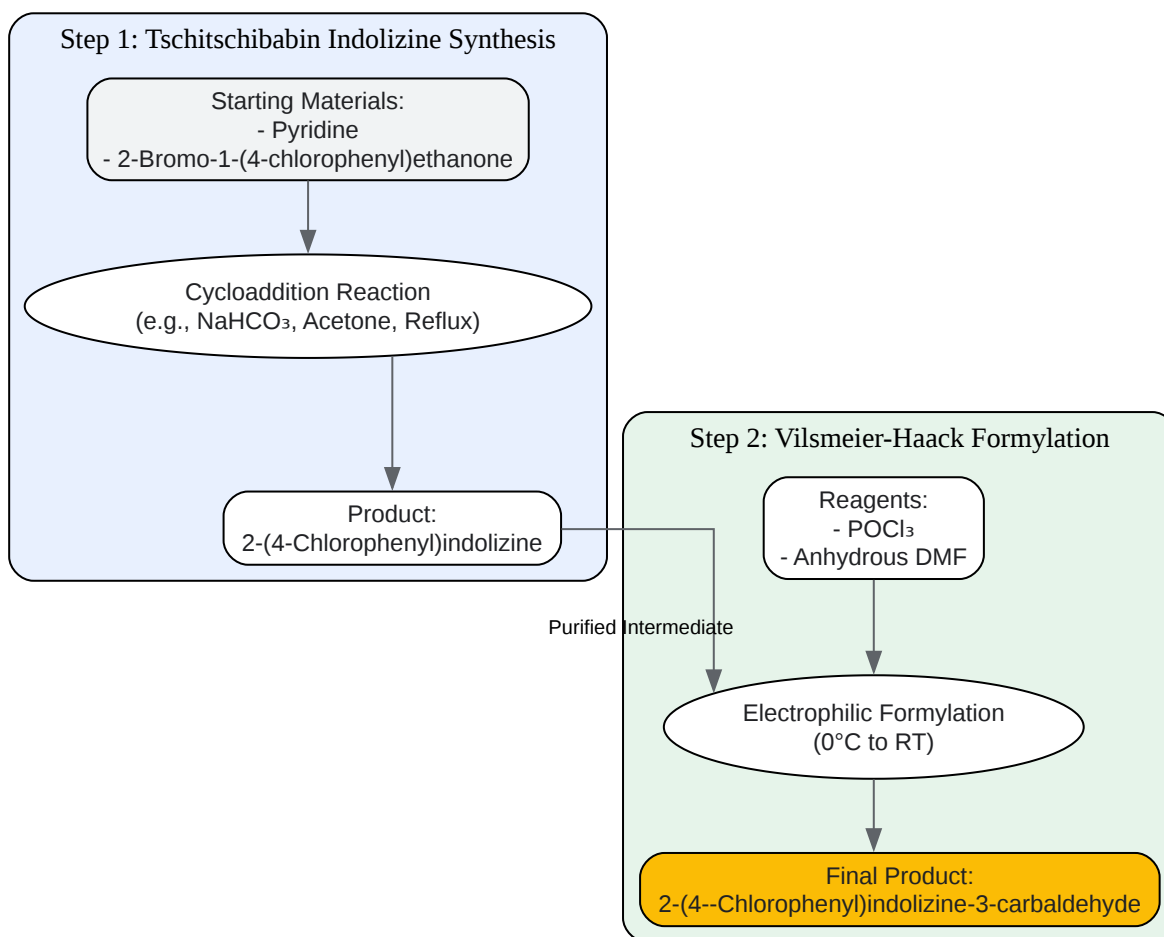 Step 1: Tschitschibabin Indolizine Synthesis
Starting Materials:
- Pyridine
- 2-Bromo-1-(4-chlorophenyl)ethanone
Cycloaddition Reaction
(e.g., NaHCO₃, Acetone, Reflux)
Product:
2-(4-Chlorophenyl)indolizine
Purified Intermediate
Step 2: Vilsmeier-Haack Formylation
Reagents:
- POCl₃
- Anhydrous DMF
Electrophilic Formylation
(0°C to RT)
Final Product:
2-(4--Chlorophenyl)indolizine-3-carbaldehyde